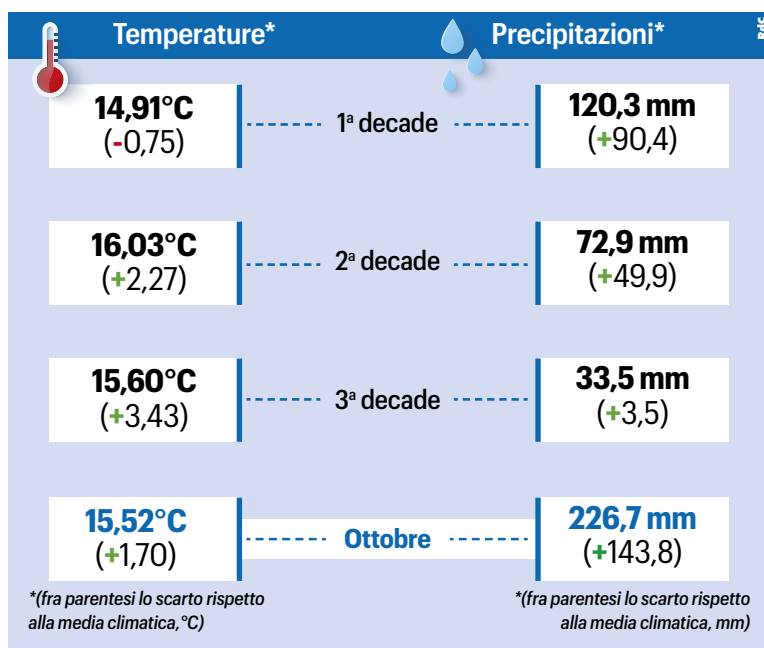 Temperature*
Precipitazioni*
RdC
14,91°C
(-0,75)
1ª decade
120,3 mm
(+90,4)
16,03°C
(+2,27)
2ª decade
72,9 mm
(+49,9)
15,60°C
(+3,43)
3ª decade
33,5 mm
(+3,5)
15,52°C
(+1,70)
Ottobre
226,7 mm
(+143,8)
*(fra parentesi lo scarto rispetto
alla media climatica,°C)
*(fra parentesi lo scarto rispetto
alla media climatica, mm)